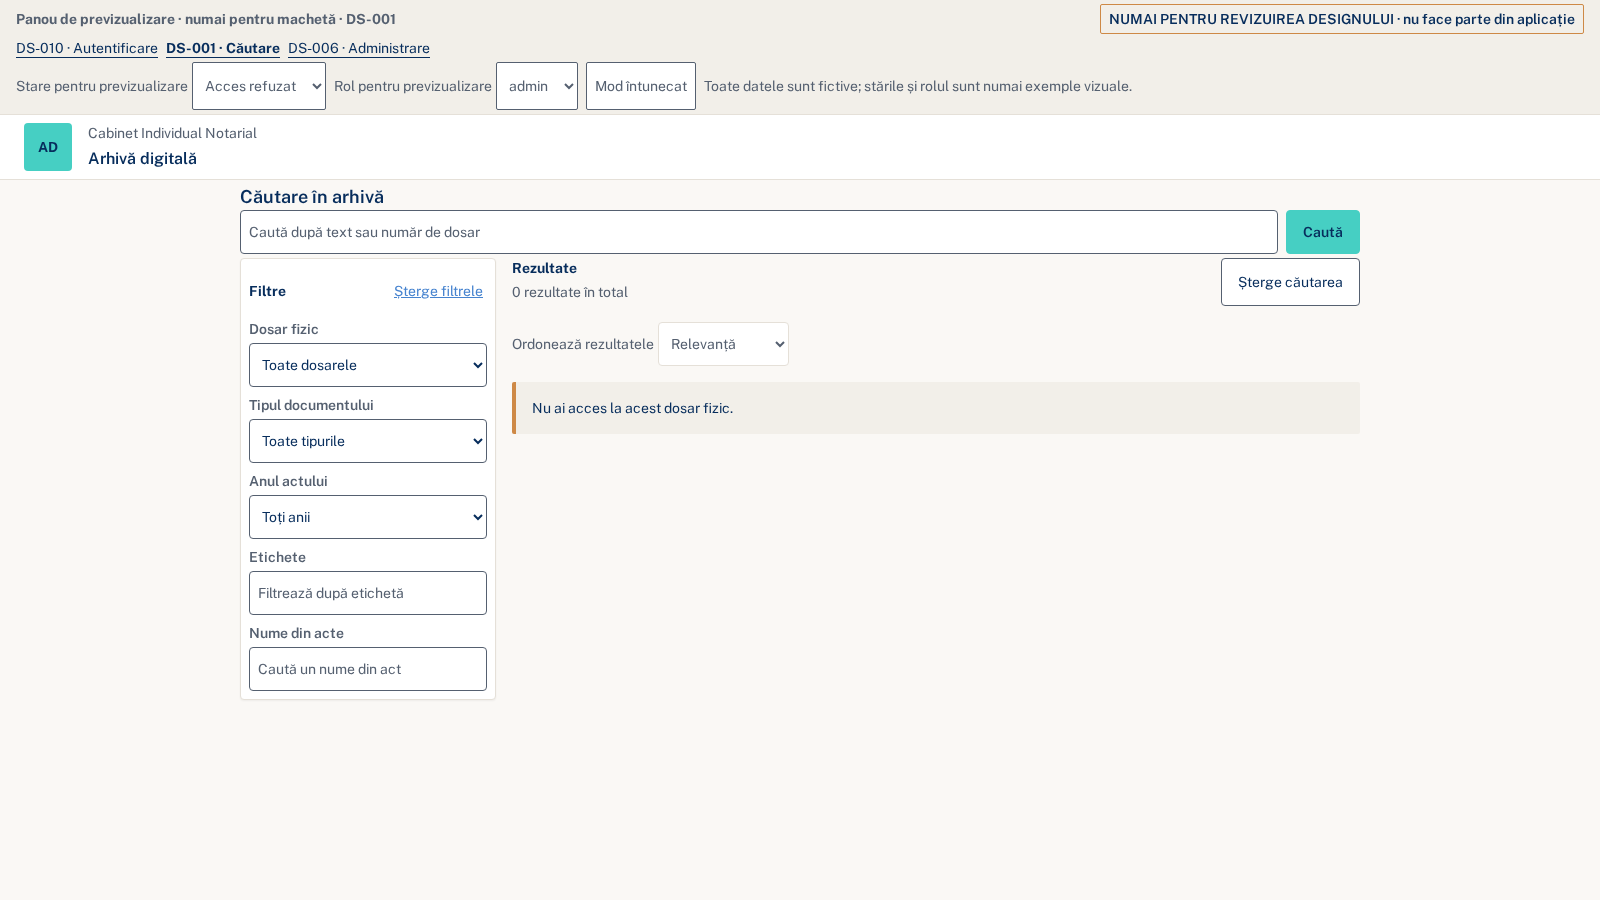 Panou de previzualizare · numai pentru machetă · DS-001
NUMAI PENTRU REVIZUIREA DESIGNULUI · nu face parte din aplicație
DS-010 · Autentificare DS-001 · Căutare DS-006 · Administrare
Stare pentru previzualizare Acces refuzat Rol pentru previzualizare admin Mod întunecat Toate datele sunt fictive; stările și rolul sunt numai exemple vizuale.
AD
Cabinet Individual Notarial
Arhivă digitală
Căutare în arhivă
Caută după text sau număr de dosar
Caută
Filtre
Șterge filtrele
Dosar fizic
Toate dosarele
Tipul documentului
Toate tipurile
Anul actului
Toți anii
Etichete
Filtrează după etichetă
Nume din acte
Caută un nume din act
Rezultate
0 rezultate în total
Șterge căutarea
Ordonează rezultatele Relevanță
Nu ai acces la acest dosar fizic.